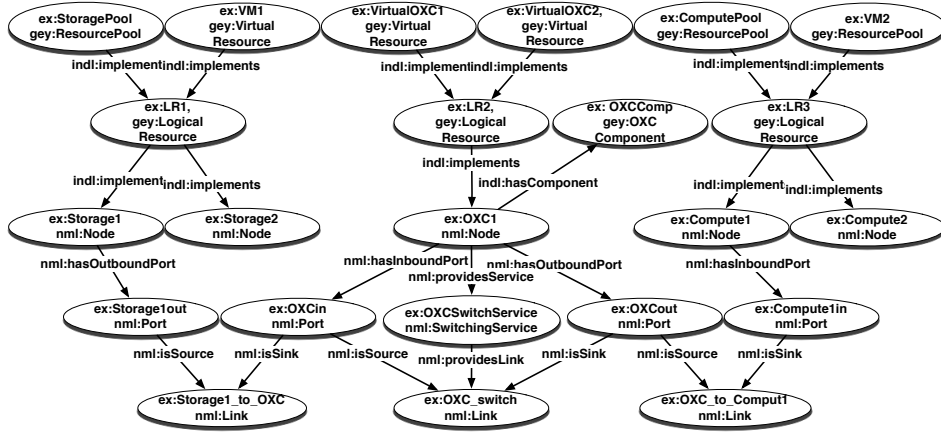 ex:StoragePool
gey:ResourcePool
ex:VM1
gey:Virtual
Resource
ex:VirtualOXC1
gey:Virtual
Resource
ex:VirtualOXC2,
gey:Virtual
Resource
ex:ComputePool
gey:ResourcePool
ex:VM2
gey:ResourcePool
indl:implement
indl:implements
indl:implement
indl:implements
indl:implement
indl:implements
ex:LR1,
gey:Logical
Resource
ex:LR2,
gey:Logical
Resource
ex: OXCComp
gey:OXC
Component
ex:LR3
gey:Logical
Resource
indl:implement
indl:implements
indl:implements
indl:hasComponent
indl:implement
indl:implements
ex:Storage1
nml:Node
ex:Storage2
nml:Node
ex:OXC1
nml:Node
ex:Compute1
nml:Node
ex:Compute2
nml:Node
nml:hasOutboundPort
nml:hasInboundPort
nml:providesService
nml:hasOutboundPort
nml:hasInboundPort
ex:Storage1out
nml:Port
ex:OXCin
nml:Port
ex:OXCSwitchService
nml:SwitchingService
ex:OXCout
nml:Port
ex:Compute1in
nml:Port
nml:isSource
nml:isSink
nml:isSource
nml:providesLink
nml:isSink
nml:isSource
nml:isSink
ex:Storage1_to_OXC
nml:Link
ex:OXC_switch
nml:Link
ex:OXC_to_Comput1
nml:Link